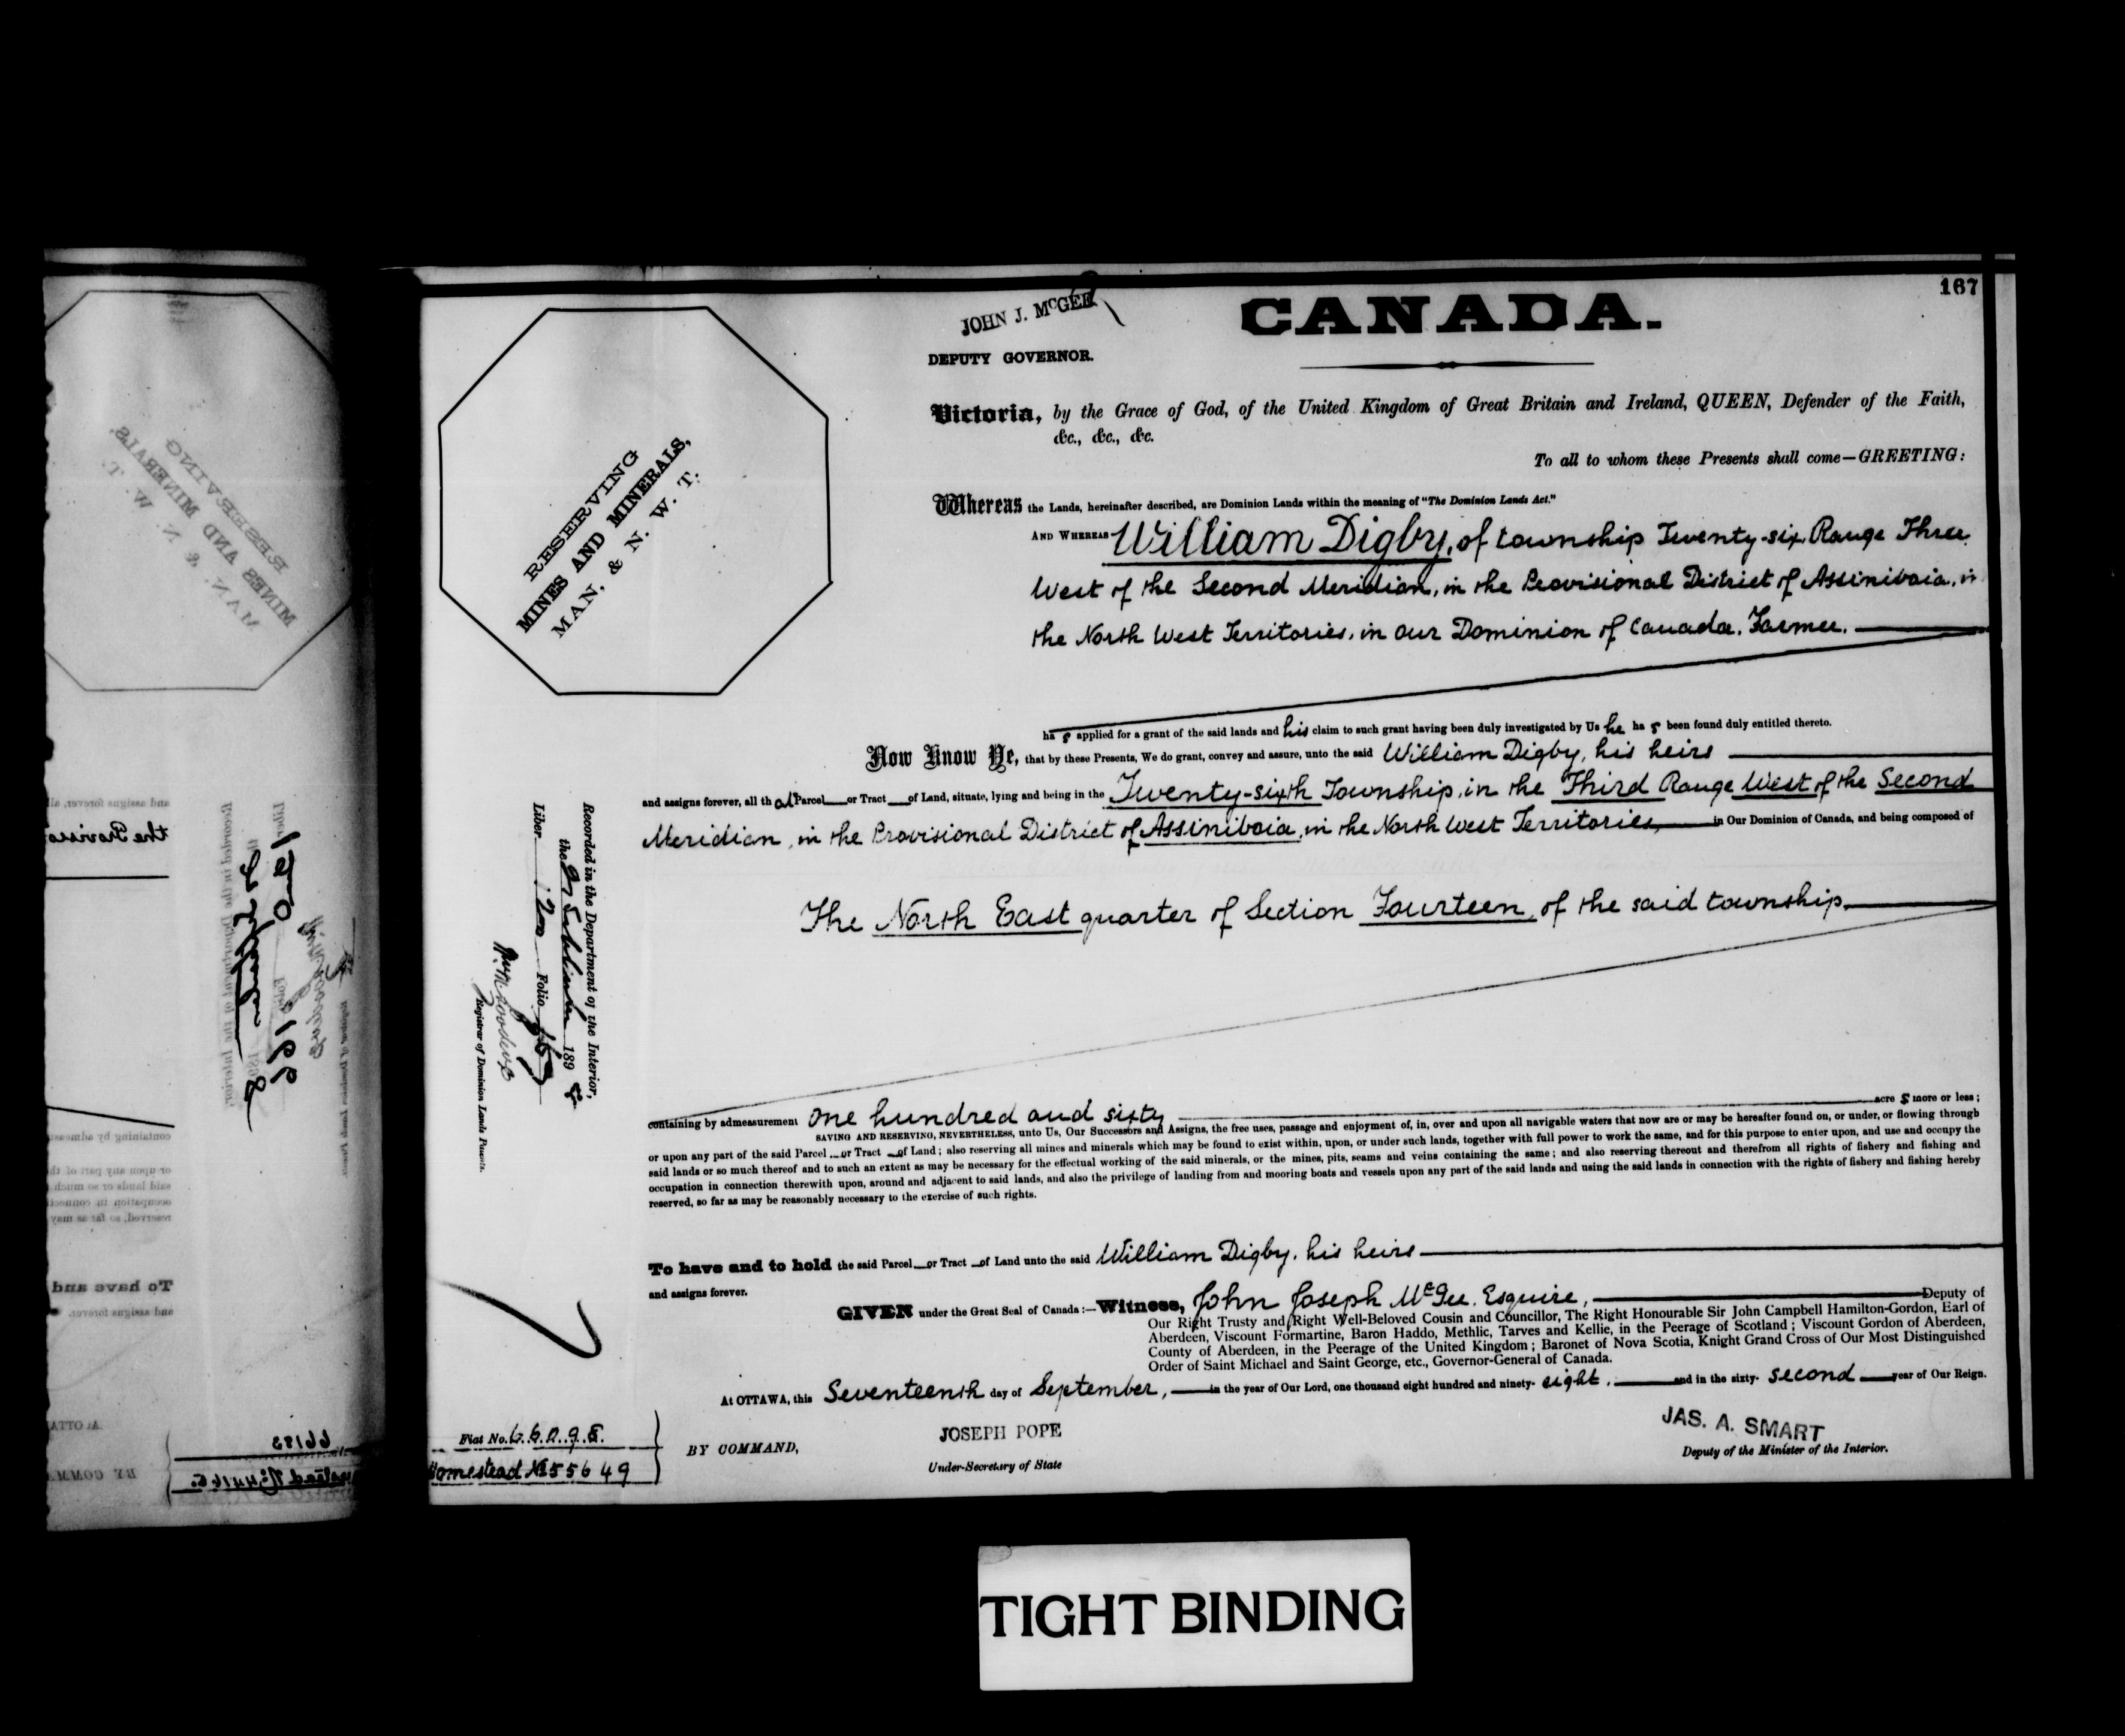 167
JOHN J. McGEE
DEPUTY GOVERNOR.
CANADA.
Victoria, by the Grace of God, of the United Kingdom of Great Britain and Ireland, QUEEN, Defender of the Faith,
&c., &c., &c.
To all to whom these Presents shall come—GREETING:
RESERVING
MINES AND MINERALS,
MAN, & N. W. T.
Whereas the Lands, hereinafter described, are Dominion Lands within the meaning of "The Dominion Lands Act."
AND WHEREAS William Digby, of township Twenty-six, Range Three
West of the Second Meridian, in the Provisional District of Assiniboia, in
the North West Territories, in Our Dominion of Canada, Farmer.
has applied for a grant of the said lands and his claim to such grant having been duly investigated by Us he has been found duly entitled thereto.
Now Know Ye, that by these Presents, We do grant, convey and assure, unto the said William Digby, his heirs
and assigns forever, all that Parcel or Tract of Land, situate, lying and being in the Twenty-sixth Township, in the Third Range West of the Second
Meridian, in the Provisional District of Assiniboia, in the North West Territories, in Our Dominion of Canada, and being composed of
The North East quarter of Section Fourteen, of the said township
Recorded in the Department of the Interior,
the 27 September 1898
Liber 120 Folio 167
Registrar of Dominion Lands Patents.
containing by admeasurement one hundred and sixty acres more or less;
SAVING AND RESERVING, NEVERTHELESS, unto Us, Our Successors and Assigns, the free uses, passage and enjoyment of, in, over and upon all navigable waters that now are or may be hereafter found on, or under, or flowing through
or upon any part of the said Parcel or Tract of Land; also reserving all mines and minerals which may be found to exist within, upon, or under such lands, together with full power to work the same, and for this purpose to enter upon, and use and occupy the
said lands or so much thereof and to such an extent as may be necessary for the effectual working of the said minerals, or the mines, pits, seams and veins containing the same; and also reserving thereout and therefrom all rights of fishery and fishing and
occupation in connection therewith upon, around and adjacent to said lands, and also the privilege of landing from and mooring boats and vessels upon any part of the said lands and using the said lands in connection with the rights of fishery and fishing hereby
reserved, so far as may be reasonably necessary to the exercise of such rights.
To have and to hold the said Parcel or Tract of Land unto the said William Digby, his heirs
and assigns forever.
GIVEN under the Great Seal of Canada:—Witness, John Joseph McGee, Esquire, Deputy of
Our Right Trusty and Right Well-Beloved Cousin and Councillor, The Right Honourable Sir John Campbell Hamilton-Gordon, Earl of
Aberdeen, Viscount Formartine, Baron Haddo, Methlic, Tarves and Kellie, in the Peerage of Scotland; Viscount Gordon of Aberdeen,
County of Aberdeen, in the Peerage of the United Kingdom; Baronet of Nova Scotia, Knight Grand Cross of Our Most Distinguished
Order of Saint Michael and Saint George, etc., Governor-General of Canada.
At OTTAWA, this Seventeenth day of September, in the year of Our Lord, one thousand eight hundred and ninety-eight, and in the sixty-second year of Our Reign.
Fiat No. 66098.
Homestead No 55649
BY COMMAND,
JOSEPH POPE
Under-Secretary of State
JAS. A. SMART
Deputy of the Minister of the Interior.
TIGHT BINDING